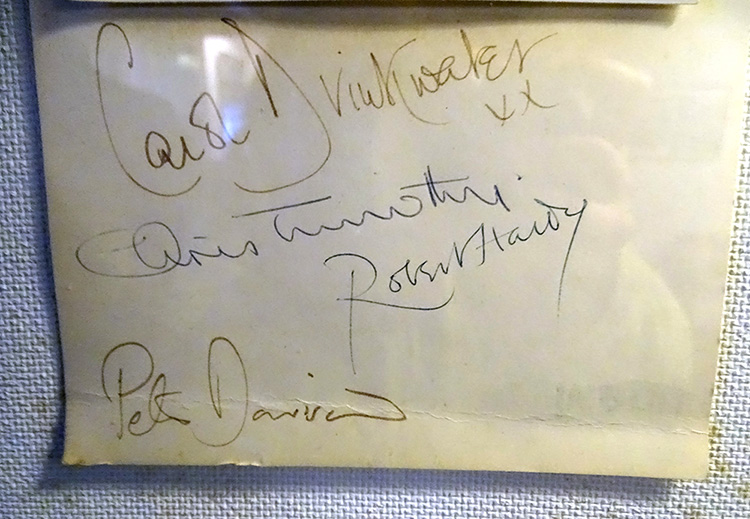 Carol Drinkwater
xx
Chris Timothy.
Robert Hardy
Peter Davison